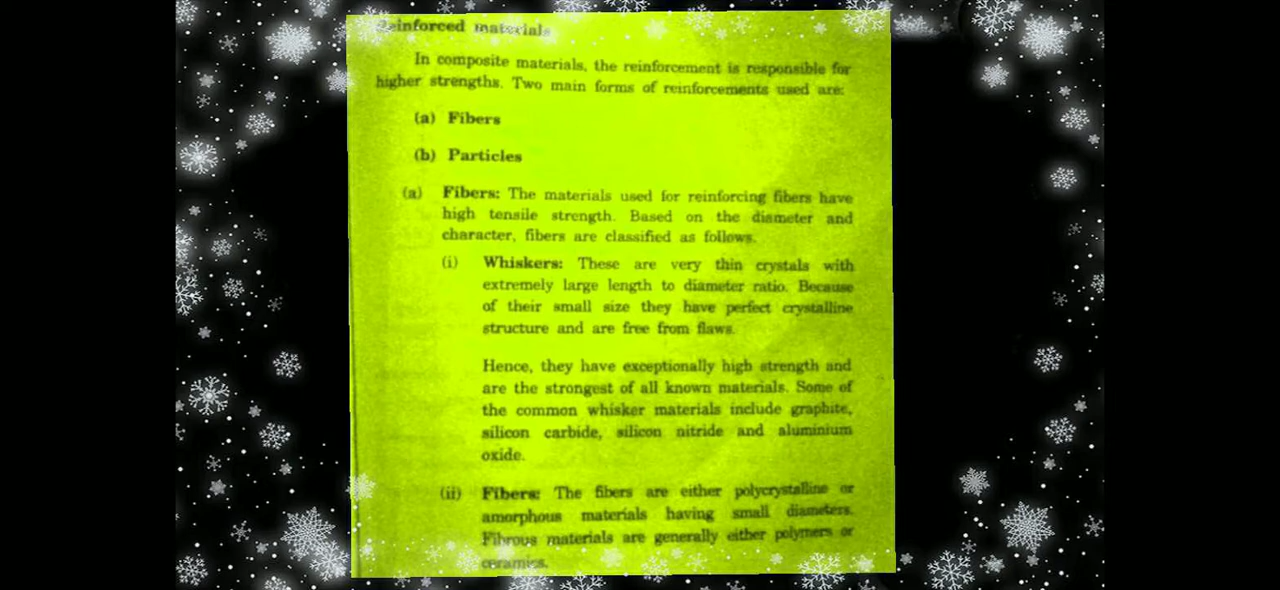 Reinforced materials
In composite materials, the reinforcement is responsible for
higher strengths. Two main forms of reinforcements used are:
(a) Fibers
(b) Particles
(a) Fibers: The materials used for reinforcing fibers have
high tensile strength. Based on the diameter and
character, fibers are classified as follows.
(i) Whiskers: These are very thin crystals with
extremely large length to diameter ratio. Because
of their small size they have perfect crystalline
structure and are free from flaws.
Hence, they have exceptionally high strength and
are the strongest of all known materials. Some of
the common whisker materials include graphite,
silicon carbide, silicon nitride and aluminium
oxide.
(ii) Fibers: The fibers are either polycrystalline or
amorphous materials having small diameters.
Fibrous materials are generally either polymers or
ceramics.